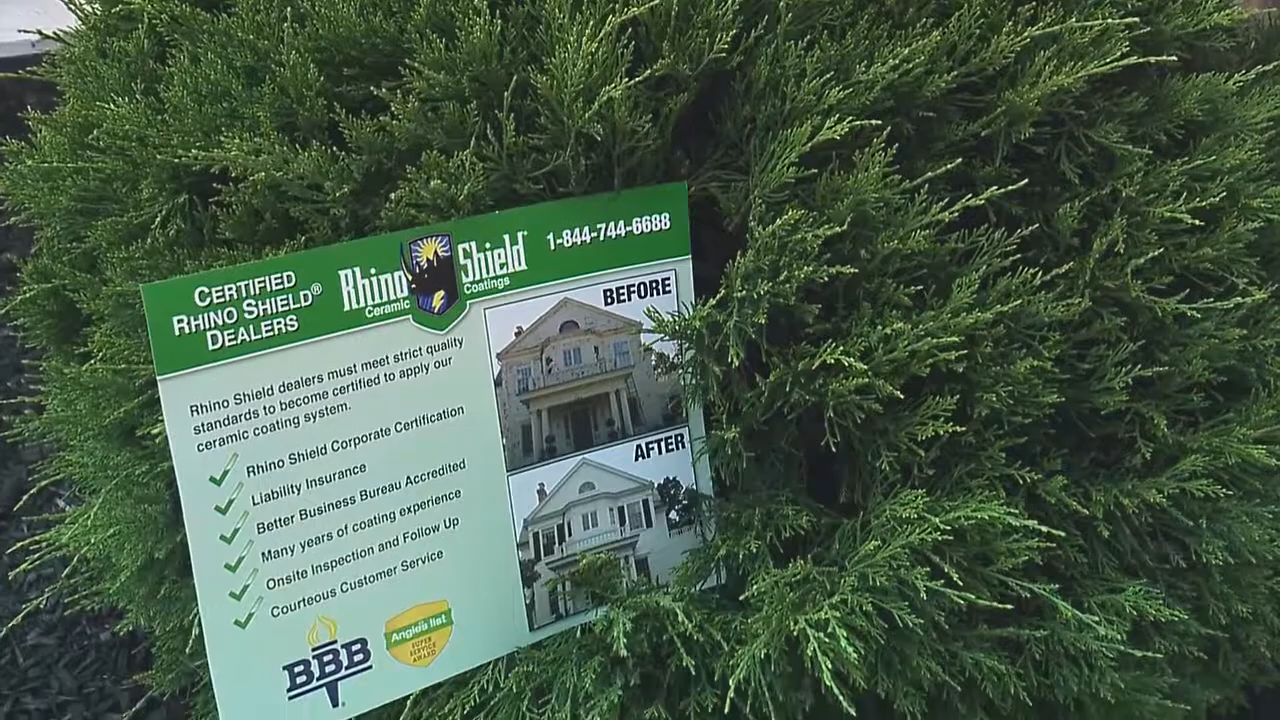 CERTIFIED
RHINO SHIELD®
DEALERS
Rhino Shield
Ceramic Coatings
1-844-744-6688
Rhino Shield dealers must meet strict quality
standards to become certified to apply our
ceramic coating system.
Rhino Shield Corporate Certification
Liability Insurance
Better Business Bureau Accredited
Many years of coating experience
Onsite Inspection and Follow Up
Courteous Customer Service
BEFORE
AFTER
BBB
Angie's list
SUPER
SERVICE
AWARD